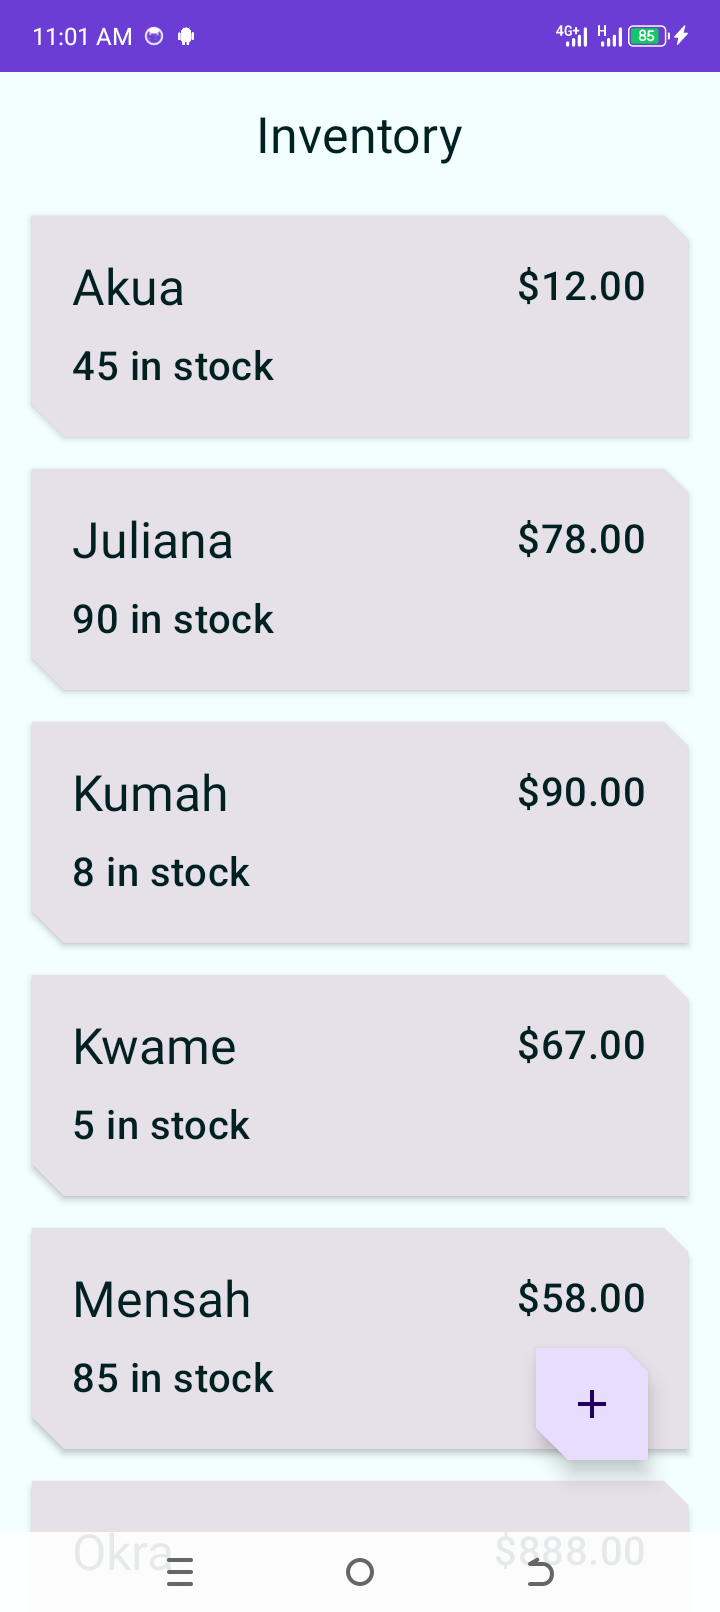 11:01 AM 4G+ H 85
Inventory
Akua $12.00
45 in stock
Juliana $78.00
90 in stock
Kumah $90.00
8 in stock
Kwame $67.00
5 in stock
Mensah $58.00
85 in stock
+
Okra $888.00